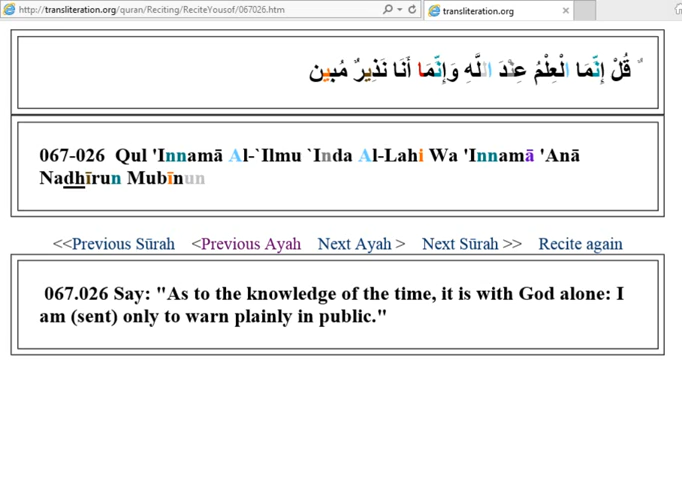 http://transliteration.org/quran/Reciting/ReciteYousof/067026.htm
transliteration.org
قُلْ إِنَّمَا الْعِلْمُ عِنْدَ اللَّهِ وَإِنَّمَا أَنَا نَذِيرٌ مُبِين
067-026 Qul 'Innamā Al-`Ilmu `Inda Al-Lahi Wa 'Innamā 'Anā
Nadhīrun Mubīnun
<<Previous Sūrah <Previous Ayah Next Ayah > Next Sūrah >> Recite again
067.026 Say: "As to the knowledge of the time, it is with God alone: I
am (sent) only to warn plainly in public."